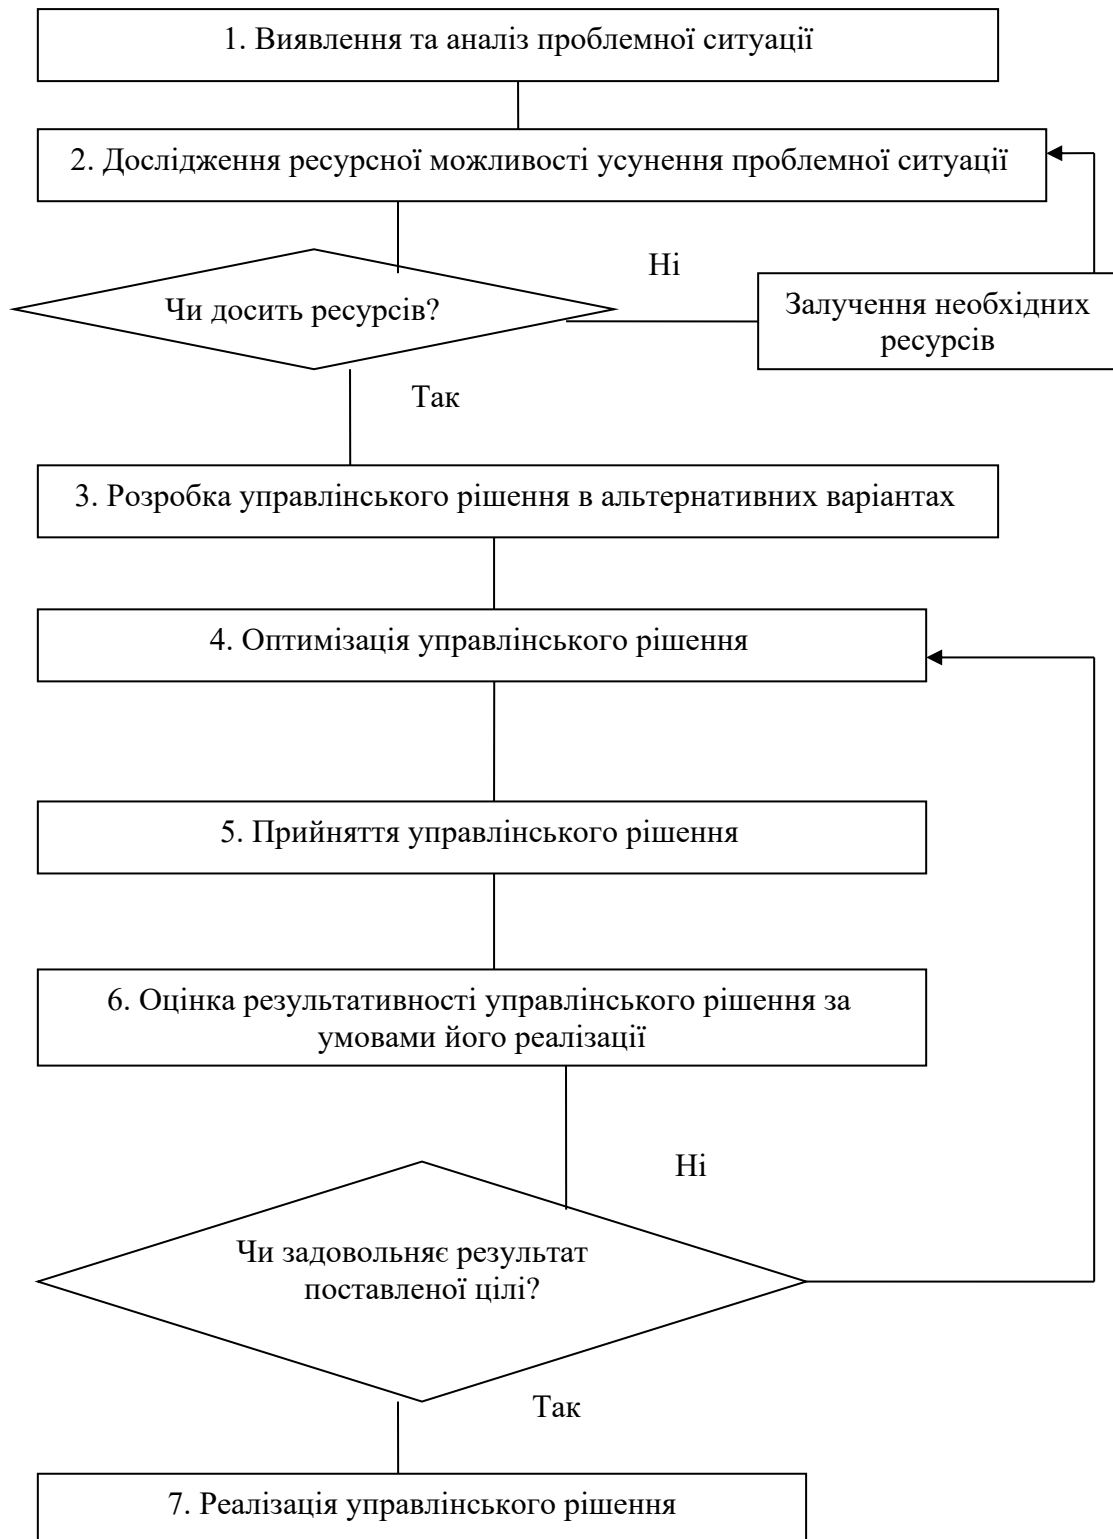 1. Виявлення та аналіз проблемної ситуації
2. Дослідження ресурсної можливості усунення проблемної ситуації
Ні
Чи досить ресурсів?
Залучення необхідних
ресурсів
Так
3. Розробка управлінського рішення в альтернативних варіантах
4. Оптимізація управлінського рішення
5. Прийняття управлінського рішення
6. Оцінка результативності управлінського рішення за
умовами його реалізації
Ні
Чи задовольняє результат
поставленої цілі?
Так
7. Реалізація управлінського рішення